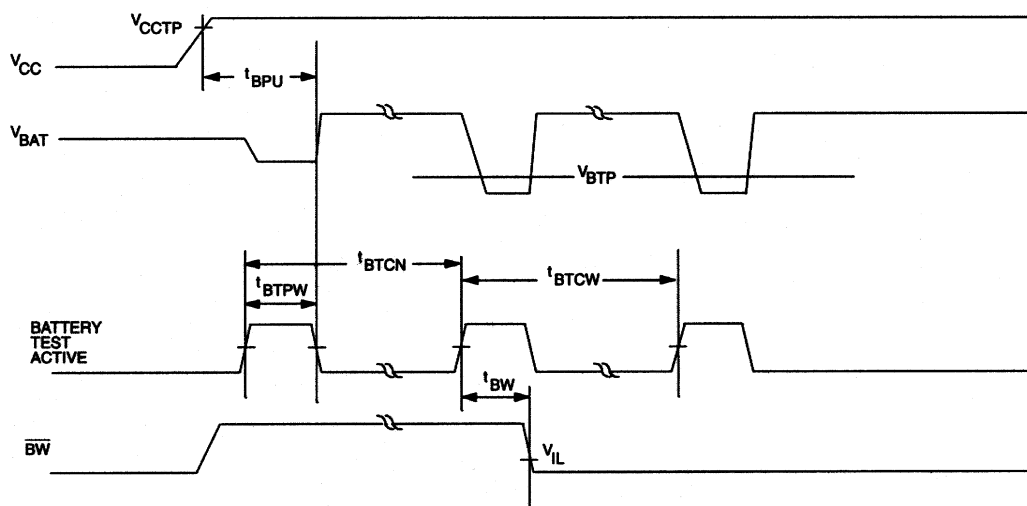 VCCTP
VCC
tBPU
VBAT
VBTP
tBTCN
tBTCW
tBTPW
BATTERY
TEST
ACTIVE
tBW
BW
VIL